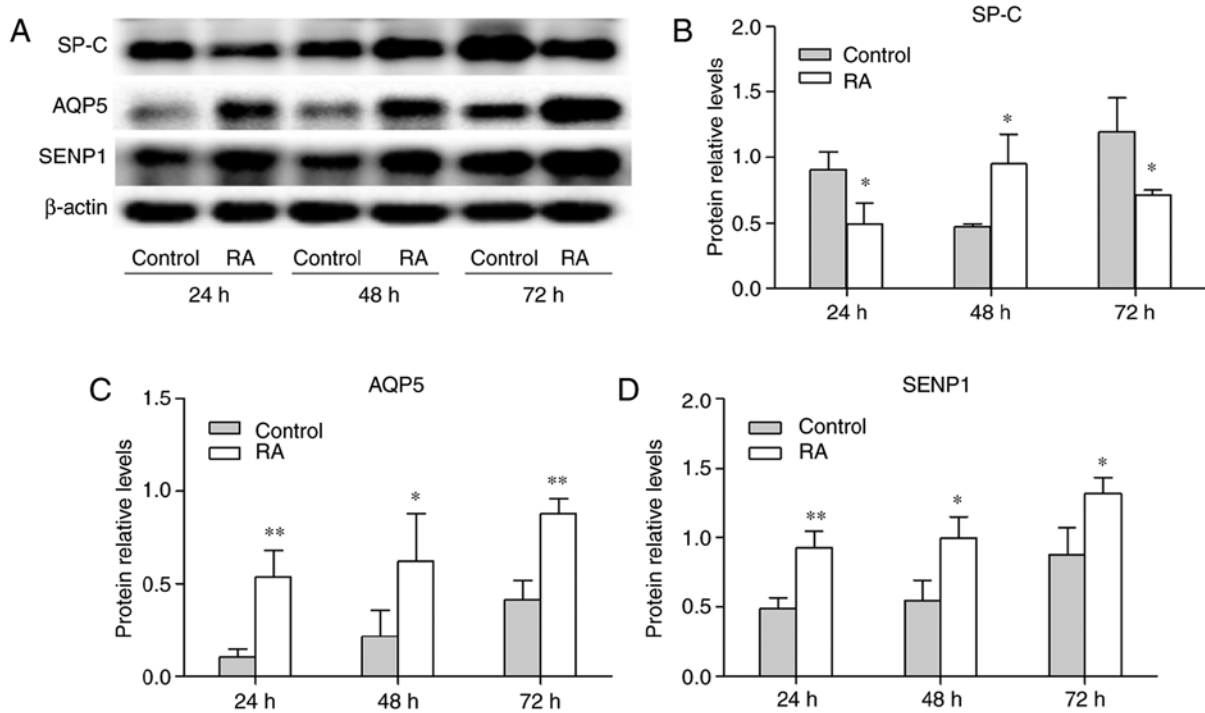 A
SP-C
AQP5
SENP1
β-actin
Control RA Control RA Control RA
24 h 48 h 72 h
B
SP-C
Protein relative levels
2.0
1.5
1.0
0.5
0.0
Control
RA
*
*
*
24 h 48 h 72 h
C
AQP5
Protein relative levels
1.5
1.0
0.5
0.0
Control
RA
**
*
**
24 h 48 h 72 h
D
SENP1
Protein relative levels
2.0
1.5
1.0
0.5
0.0
Control
RA
**
*
*
24 h 48 h 72 h